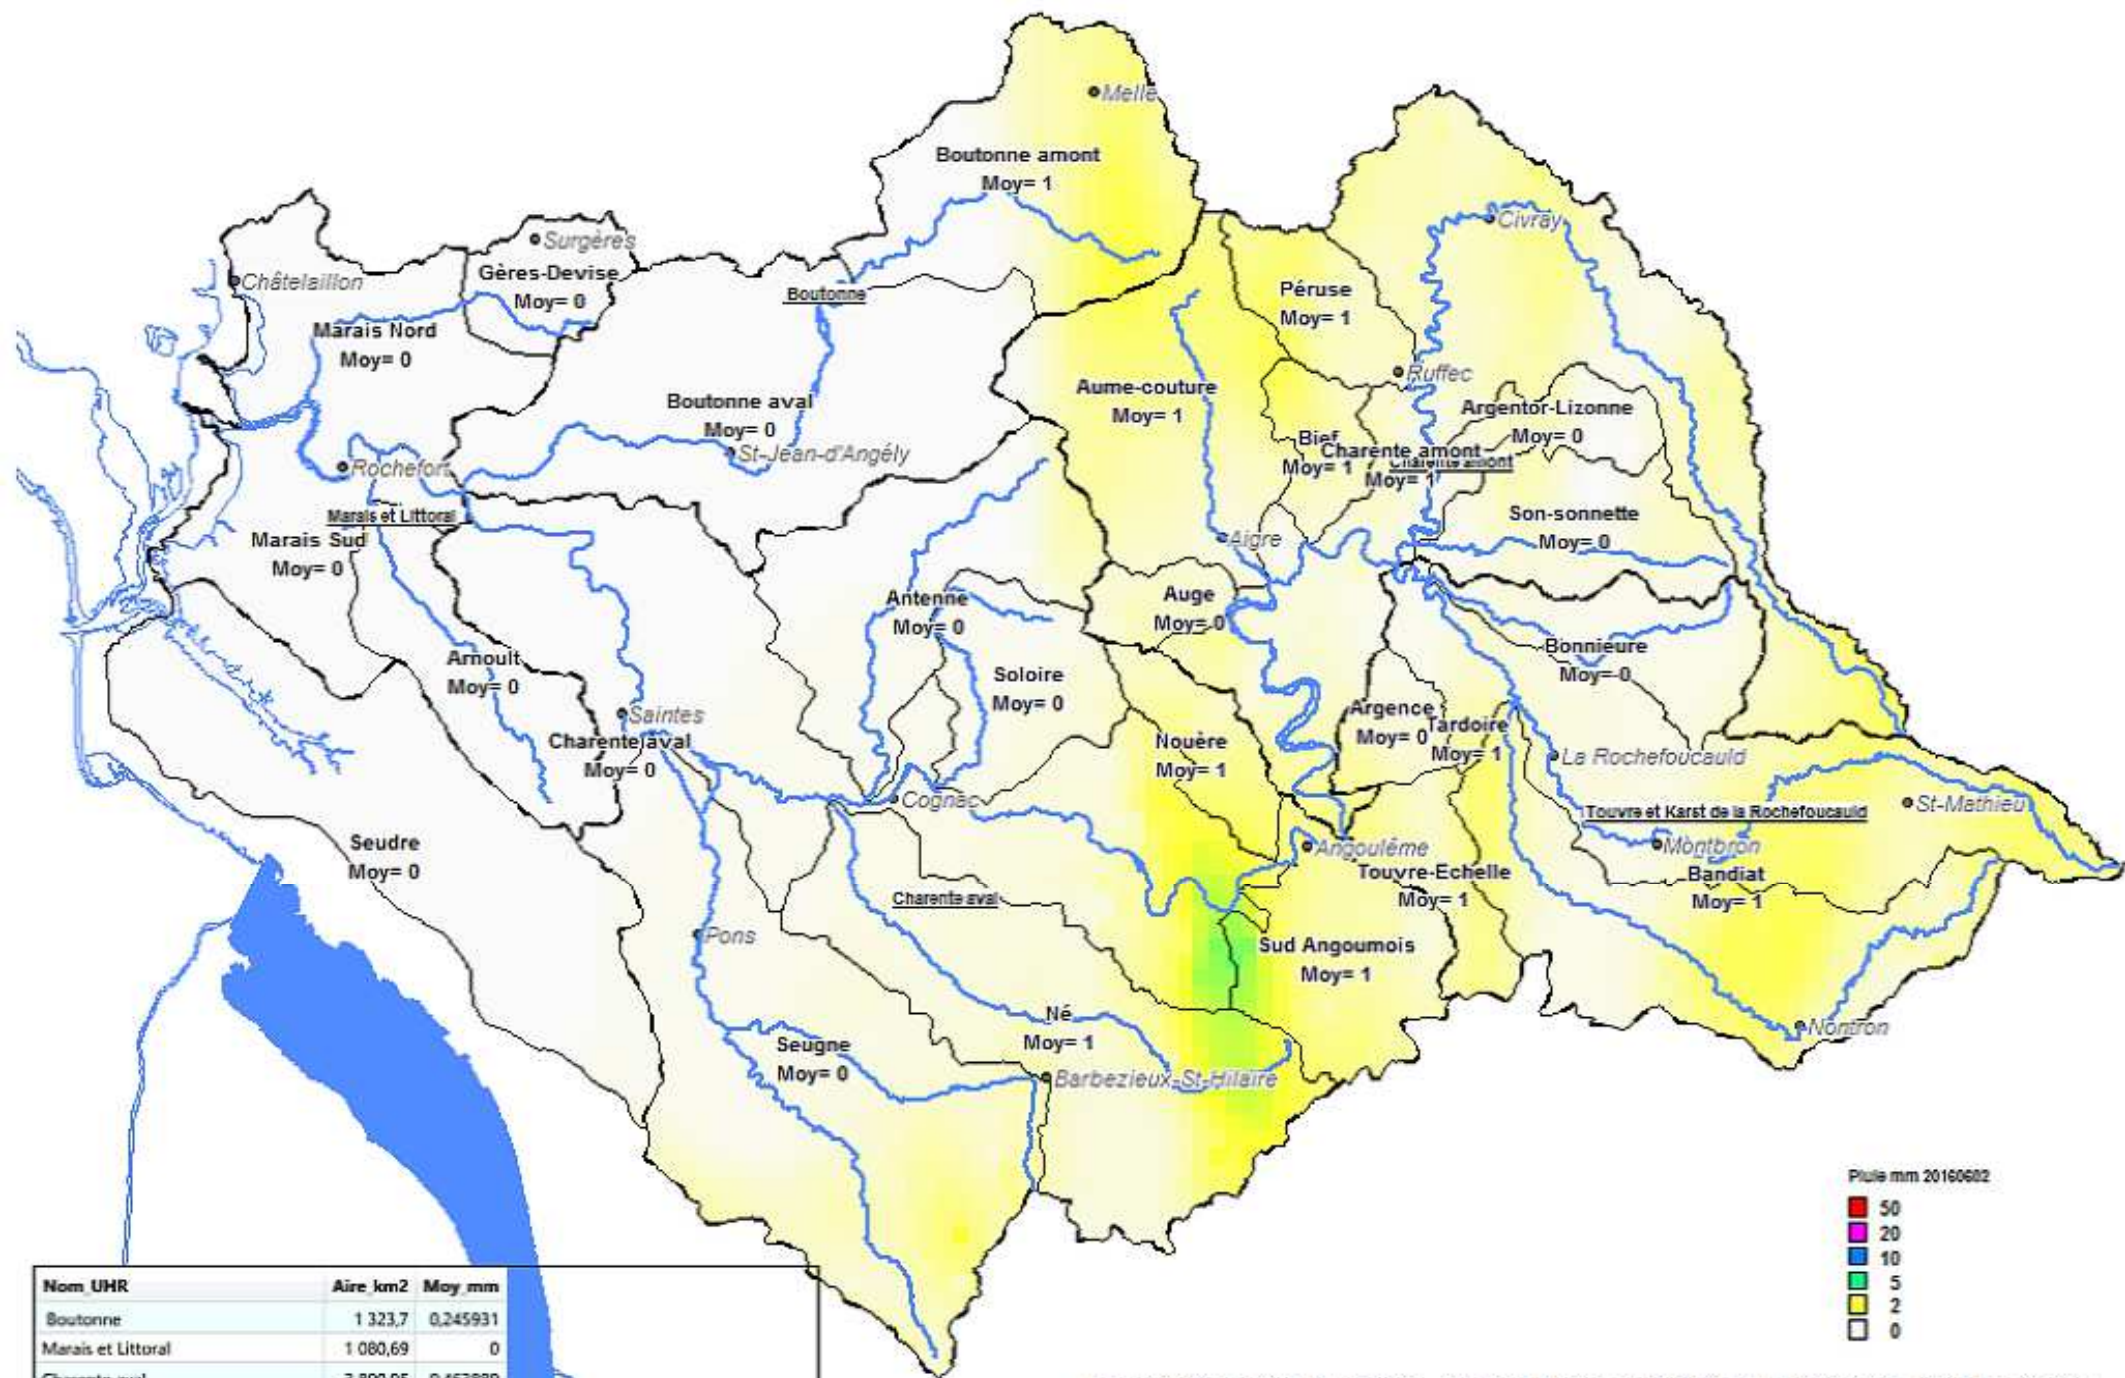 Melle
Boutonne amont
Moy= 1
Civray
Surgères
Châtelaillon
Gères-Devise
Moy= 0
Boutonne
Péruse
Moy= 1
Marais Nord
Moy= 0
Ruffec
Aume-couture
Moy= 1
Boutonne aval
Moy= 0
Argentor-Lizonne
Moy= 0
Bief
Moy= 1
Charente amont
Moy= 1
Charente amont
St-Jean-d'Angély
Rochefort
Marais et Littoral
Son-sonnette
Moy= 0
Marais Sud
Moy= 0
Aigre
Antenne
Moy= 0
Auge
Moy= 0
Bonnieure
Moy= 0
Arnoult
Moy= 0
Soloire
Moy= 0
Saintes
Argence
Moy= 0
Tardoire
Moy= 1
Charente aval
Moy= 0
Nouère
Moy= 1
La Rochefoucauld
Cognac
St-Mathieu
Touvre et Karst de la Rochefoucauld
Seudre
Moy= 0
Angoulême
Montbron
Touvre-Echelle
Moy= 1
Bandiat
Moy= 1
Charente aval
Pons
Sud Angoumois
Moy= 1
Né
Moy= 1
Nontron
Seugne
Moy= 0
Barbezieux-St-Hilaire
Pluie mm 20160602
50
20
10
5
2
0
Nom_UHR Aire_km2 Moy_mm
Boutonne 1 323,7 0,245931
Marais et Littoral 1 080,69 0